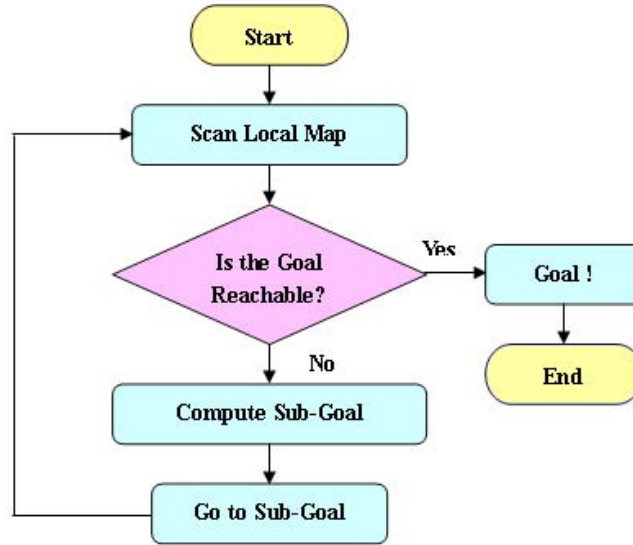 Start
Scan Local Map
Is the Goal
Reachable?
Yes
Goal !
End
No
Compute Sub-Goal
Go to Sub-Goal